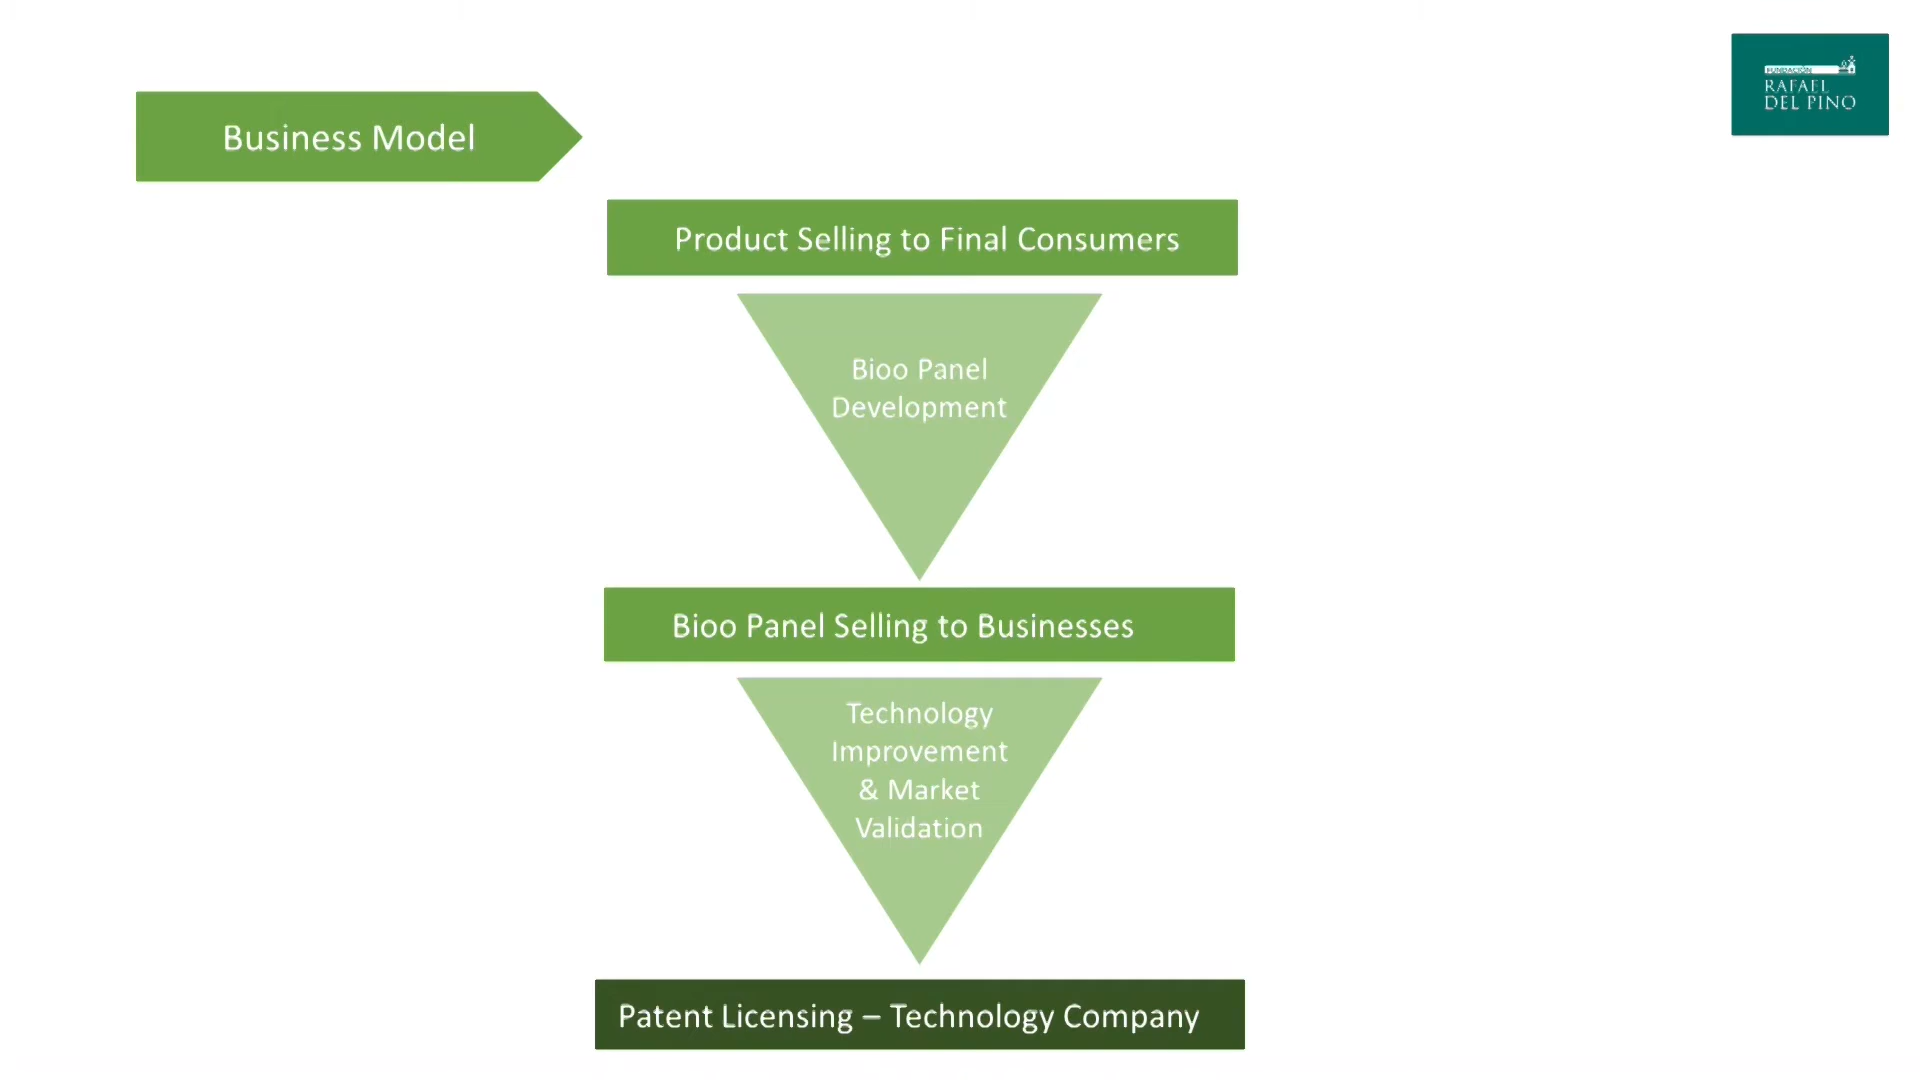 FUNDACIÓN
RAFAEL
DEL PINO
Business Model
Product Selling to Final Consumers
Bioo Panel
Development
Bioo Panel Selling to Businesses
Technology
Improvement
& Market
Validation
Patent Licensing – Technology Company